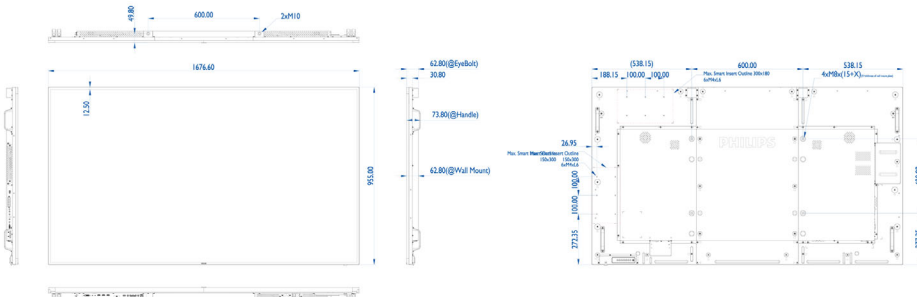 49.80
600.00
2xM10
1676.60
12.50
955.00
62.80(@EyeBolt)
30.80
73.80(@Handle)
62.80(@Wall Mount)
(538.15)
600.00
538.15
188.15
100.00
100.00
Max. Smart Insert Outline 300x180
6xM4xL6
4xM8x(15+X)
26.95
150x300
150x300
6xM4xL6
100.00
100.00
272.35
PHILIPS